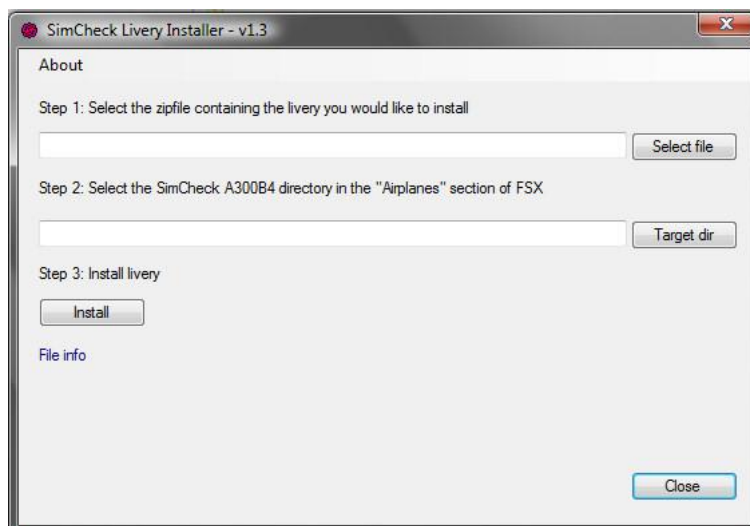 SimCheck Livery Installer - v1.3
About
Step 1: Select the zipfile containing the livery you would like to install
Select file
Step 2: Select the SimCheck A300B4 directory in the "Airplanes" section of FSX
Target dir
Step 3: Install livery
Install
File info
Close